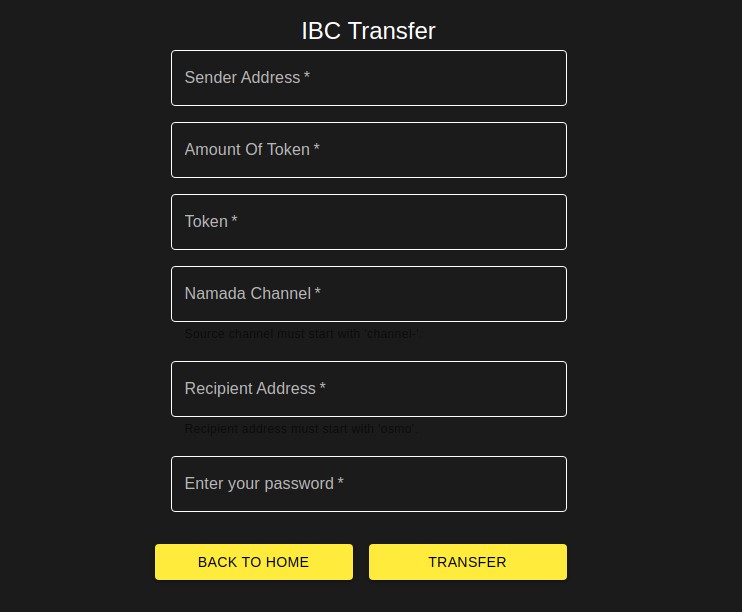 IBC Transfer
Sender Address *
Amount Of Token *
Token *
Namada Channel *
Source channel must start with 'channel-'.
Recipient Address *
Recipient address must start with 'osmo'.
Enter your password *
BACK TO HOME
TRANSFER